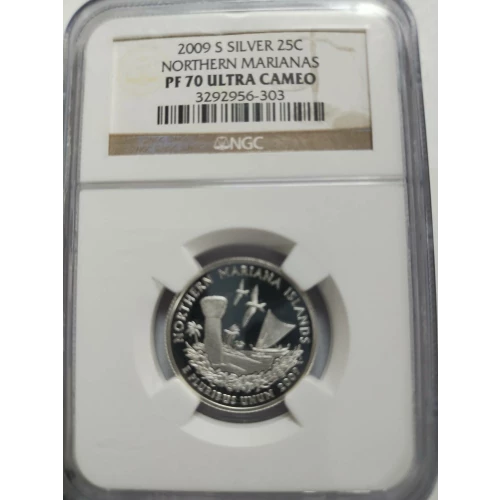 2009 S SILVER 25C
NORTHERN MARIANAS
PF 70 ULTRA CAMEO
3292956-303
NGC
NORTHERN MARIANA ISLANDS
E PLURIBUS UNUM 2009